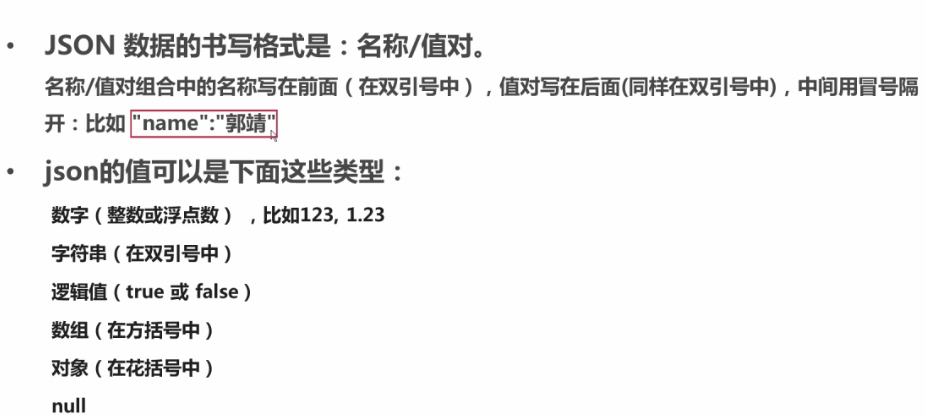 • JSON 数据的书写格式是：名称/值对。
名称/值对组合中的名称写在前面（在双引号中），值对写在后面(同样在双引号中)，中间用冒号隔
开：比如 "name":"郭靖"
• json的值可以是下面这些类型：
数字（整数或浮点数），比如123, 1.23
字符串（在双引号中）
逻辑值（true 或 false）
数组（在方括号中）
对象（在花括号中）
null